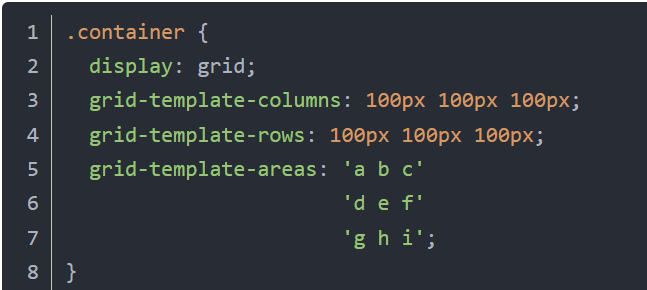 1 .container {
2 display: grid;
3 grid-template-columns: 100px 100px 100px;
4 grid-template-rows: 100px 100px 100px;
5 grid-template-areas: 'a b c'
6 'd e f'
7 'g h i';
8 }